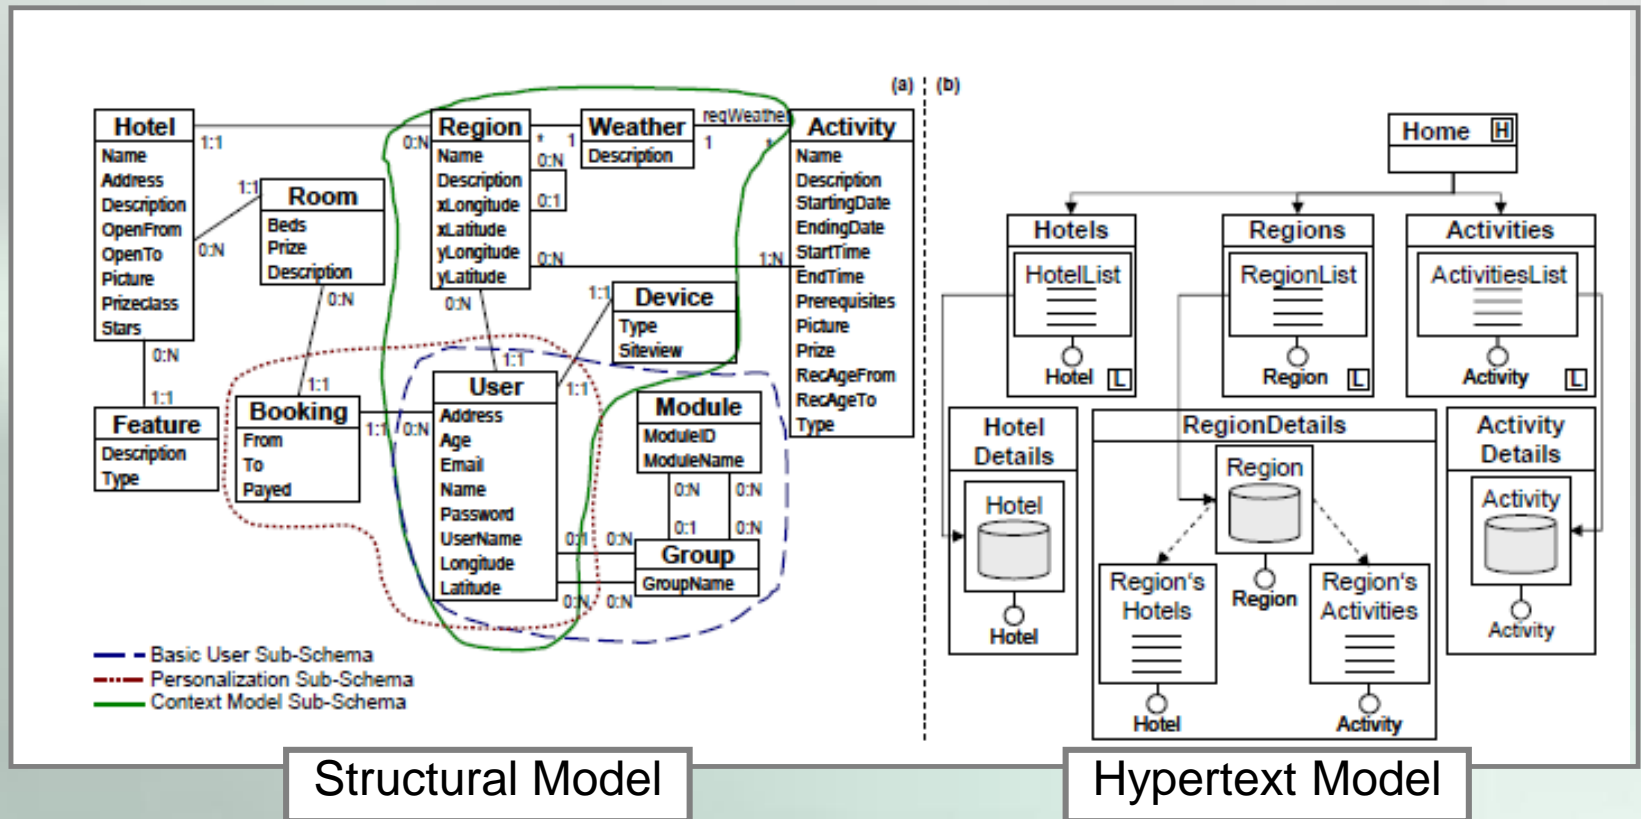 (a)
(b)
Hotel
Name
Address
Description
OpenFrom
OpenTo
Picture
Prizeclass
Stars
1:1
0:N
Region
Name
Description
xLongitude
xLatitude
yLongitude
yLatitude
*
1
0:N
0:1
Weather
Description
reqWeather
1
Activity
Name
Description
StartingDate
EndingDate
StartTime
EndTime
Prerequisites
Picture
Prize
RecAgeFrom
RecAgeTo
Type
0:N
1:N
1:1
0:N
Room
Beds
Prize
Description
0:N
1:1
0:N
1:1
Device
Type
Siteview
1:1
1:1
0:N
1:1
Feature
Description
Type
Booking
From
To
Payed
1:1
0:N
User
Address
Age
Email
Name
Password
UserName
Longitude
Latitude
Module
ModuleID
ModuleName
0:N
0:N
0:1
0:N
0:1
0:N
0:N
0:N
Group
GroupName
Basic User Sub-Schema
Personalization Sub-Schema
Context Model Sub-Schema
Home H
Hotels
HotelList
Hotel L
Regions
RegionList
Region L
Activities
ActivitiesList
Activity L
Hotel
Details
Hotel
Hotel
RegionDetails
Region
Region
Region's
Hotels
Hotel
Region's
Activities
Activity
Activity
Details
Activity
Activity
Structural Model
Hypertext Model